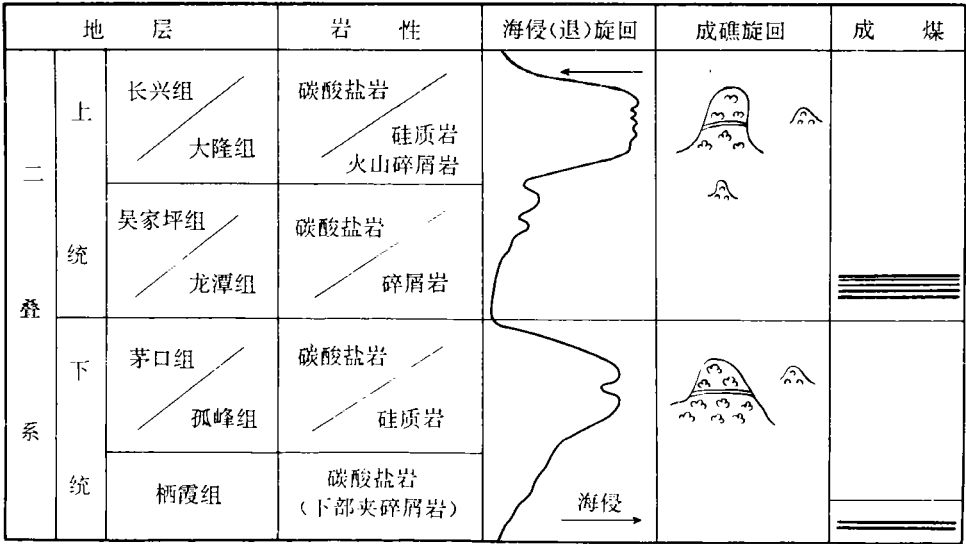 地 层
岩 性
海侵(退)旋回
成礁旋回
成 煤
二叠系
上统
长兴组
大隆组
碳酸盐岩
硅质岩
火山碎屑岩
吴家坪组
龙潭组
碳酸盐岩
碎屑岩
下统
茅口组
孤峰组
碳酸盐岩
硅质岩
栖霞组
碳酸盐岩
(下部夹碎屑岩)
海侵